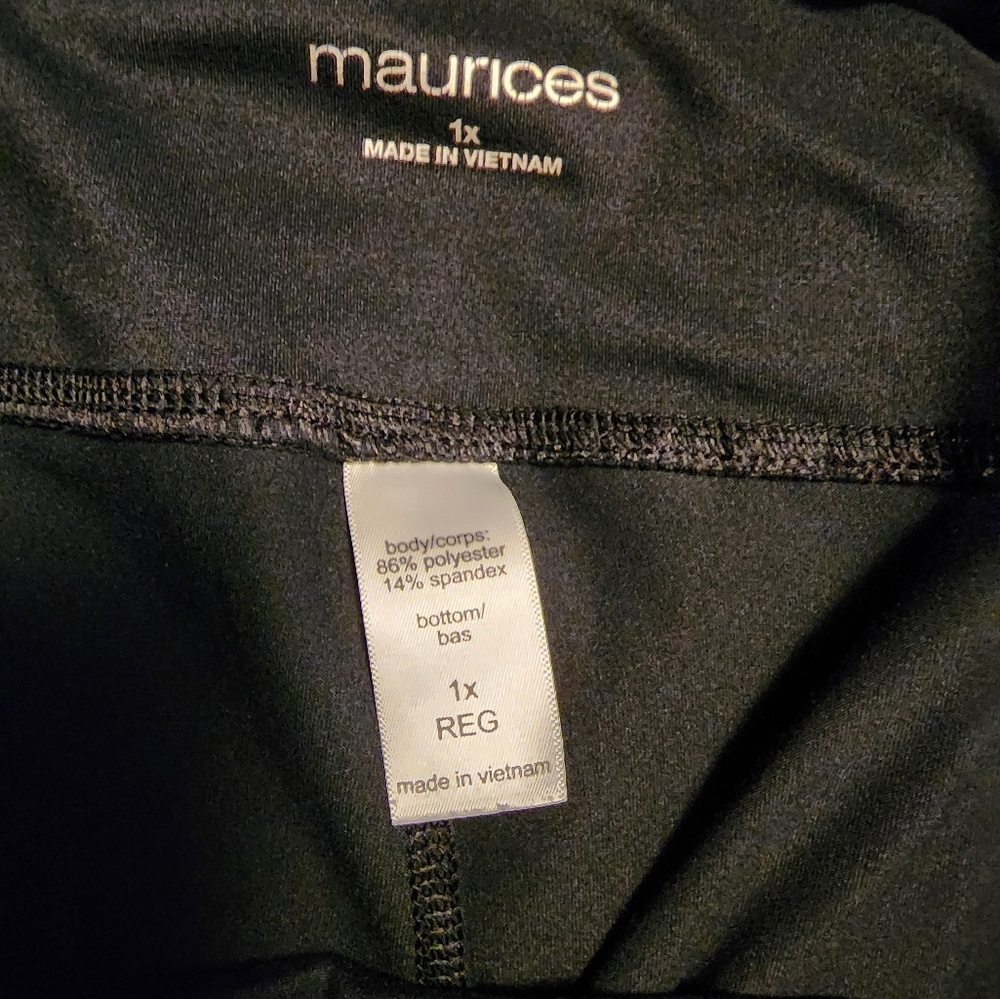 maurices
1x
MADE IN VIETNAM
body/corps:
86% polyester
14% spandex
bottom/
bas
1x
REG
made in vietnam